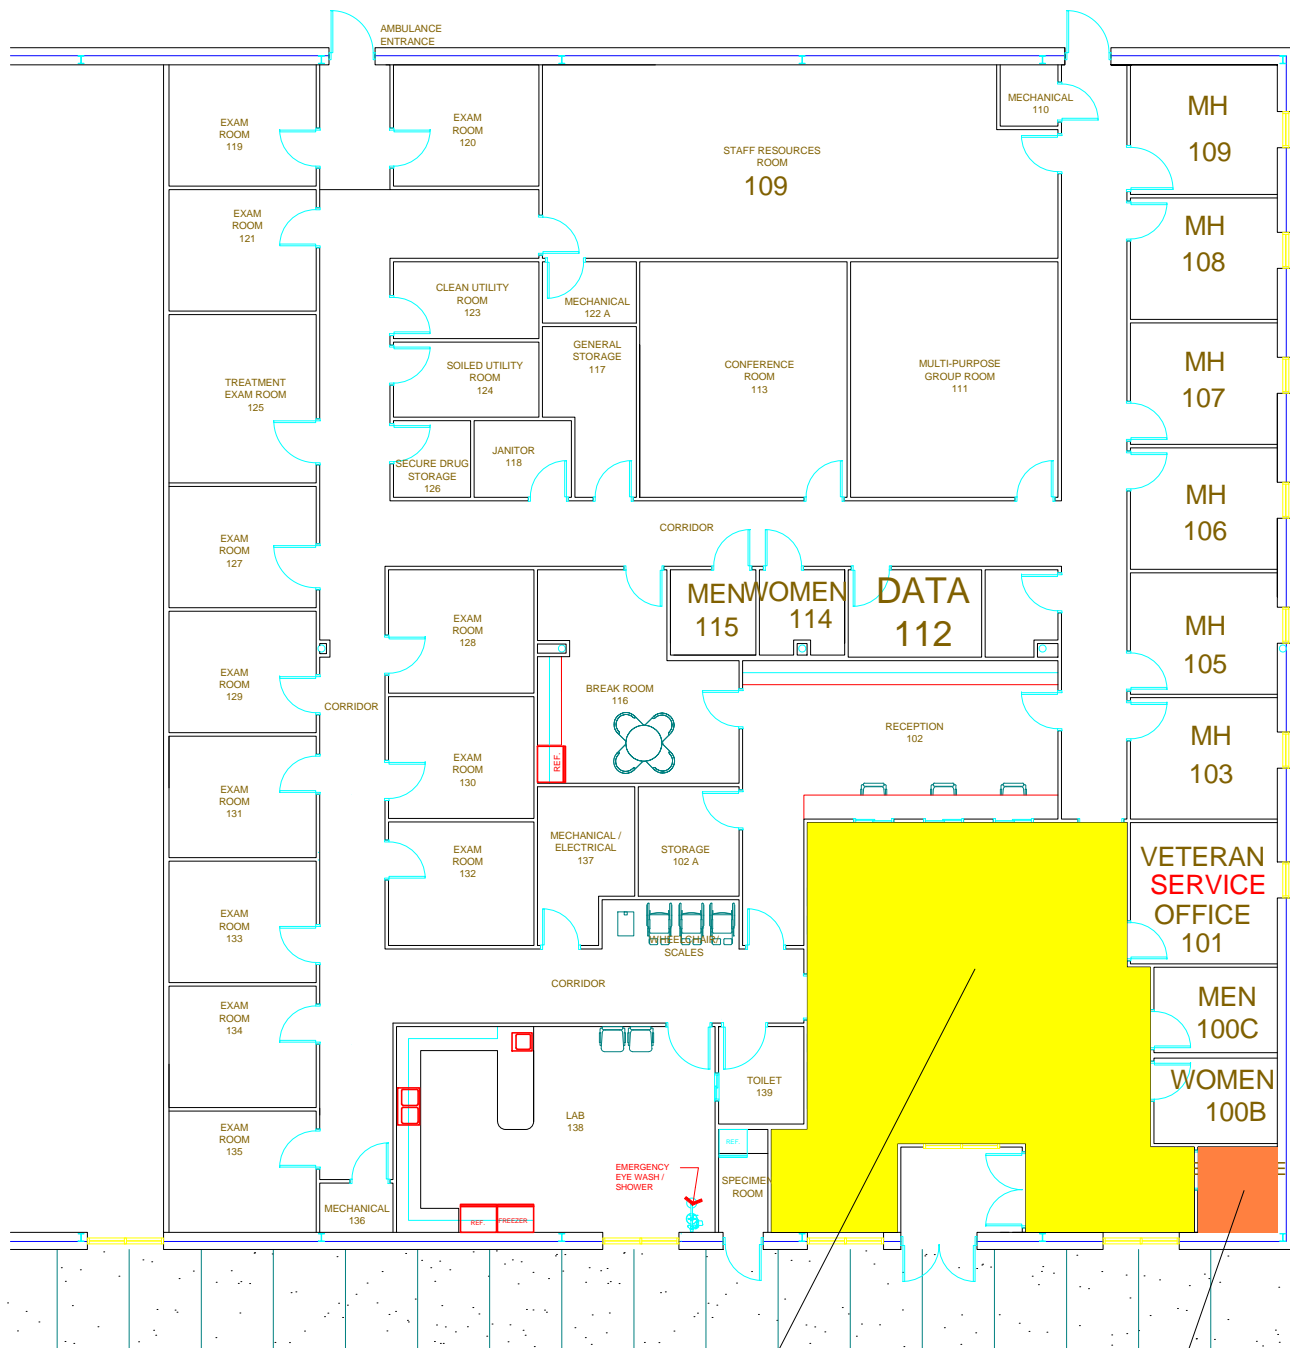 AMBULANCE
ENTRANCE
EXAM
ROOM
119
EXAM
ROOM
120
STAFF RESOURCES
ROOM
109
MECHANICAL
110
MH
109
EXAM
ROOM
121
MH
108
CLEAN UTILITY
ROOM
123
MECHANICAL
122 A
SOILED UTILITY
ROOM
124
GENERAL
STORAGE
117
CONFERENCE
ROOM
113
MULTI-PURPOSE
GROUP ROOM
111
MH
107
TREATMENT
EXAM ROOM
125
SECURE DRUG
STORAGE
126
JANITOR
118
MH
106
EXAM
ROOM
127
CORRIDOR
MEN
115
WOMEN
114
DATA
112
EXAM
ROOM
128
MH
105
EXAM
ROOM
129
CORRIDOR
BREAK ROOM
116
REF.
RECEPTION
102
MH
103
EXAM
ROOM
130
EXAM
ROOM
131
EXAM
ROOM
132
MECHANICAL /
ELECTRICAL
137
STORAGE
102 A
VETERAN
SERVICE
OFFICE
101
EXAM
ROOM
133
WHEELCHAIR/
SCALES
CORRIDOR
MEN
100C
EXAM
ROOM
134
TOILET
139
WOMEN
100B
LAB
138
EXAM
ROOM
135
REF.
EMERGENCY
EYE WASH /
SHOWER
SPECIMEN
ROOM
MECHANICAL
136
REF.
FREEZER